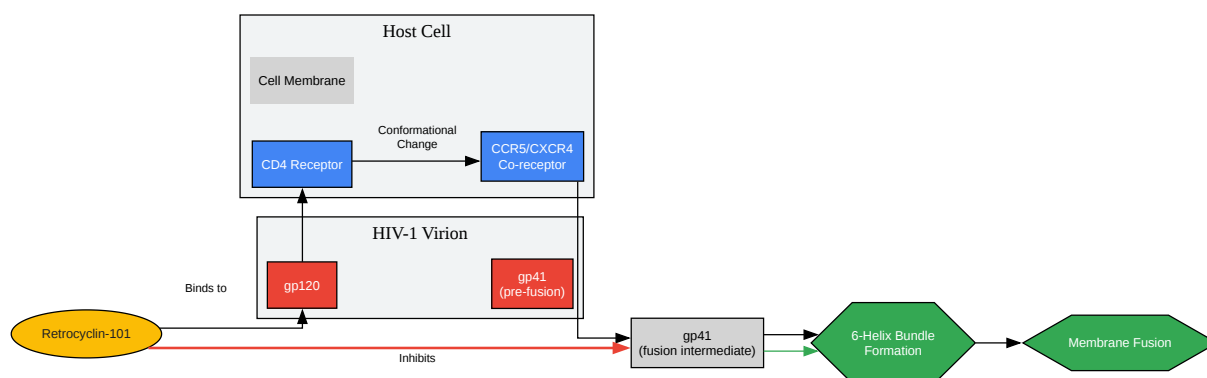 Host Cell
Cell Membrane
Conformational
Change
CD4 Receptor
CCR5/CXCR4
Co-receptor
HIV-1 Virion
gp120
gp41
(pre-fusion)
Binds to
Retrocyclin-101
Inhibits
gp41
(fusion intermediate)
6-Helix Bundle
Formation
Membrane Fusion